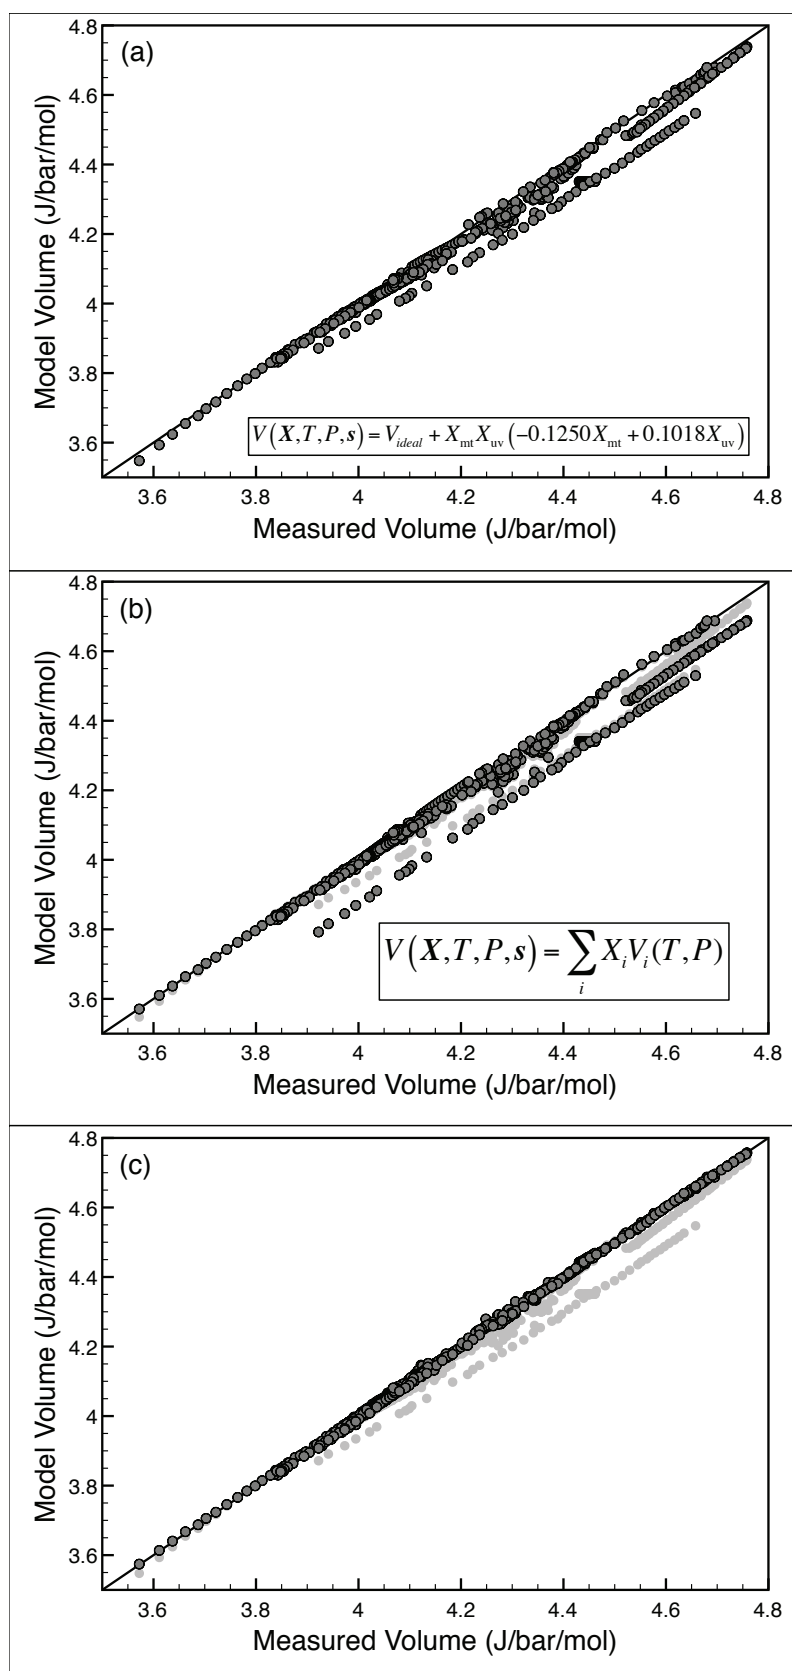 4.8
(a)
4.6
4.4
4.2
4
3.8
3.6
Model Volume (J/bar/mol)
V(X,T,P,s) = V_ideal + X_mt X_uv (−0.1250X_mt + 0.1018X_uv)
3.6 3.8 4 4.2 4.4 4.6 4.8
Measured Volume (J/bar/mol)
4.8
(b)
4.6
4.4
4.2
4
3.8
3.6
Model Volume (J/bar/mol)
V(X,T,P,s) = ∑_i X_i V_i(T,P)
3.6 3.8 4 4.2 4.4 4.6 4.8
Measured Volume (J/bar/mol)
4.8
(c)
4.6
4.4
4.2
4
3.8
3.6
Model Volume (J/bar/mol)
3.6 3.8 4 4.2 4.4 4.6 4.8
Measured Volume (J/bar/mol)